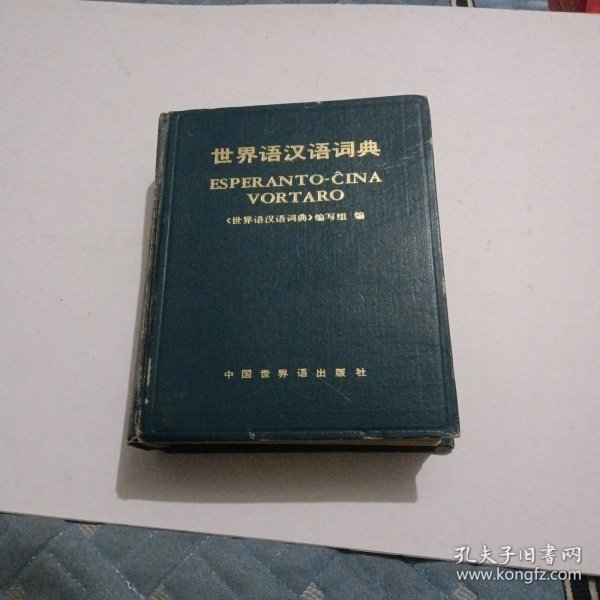 世界语汉语词典
ESPERANTO-ĈINA
VORTARO
《世界语汉语词典》编写组 编
中国世界语出版社
孔夫子旧书网
www.kongfz.com